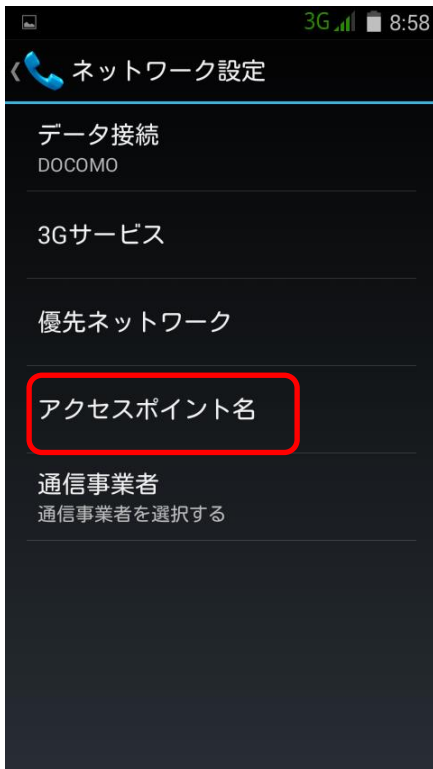 3G 8:58
ネットワーク設定
データ接続
DOCOMO
3Gサービス
優先ネットワーク
アクセスポイント名
通信事業者
通信事業者を選択する